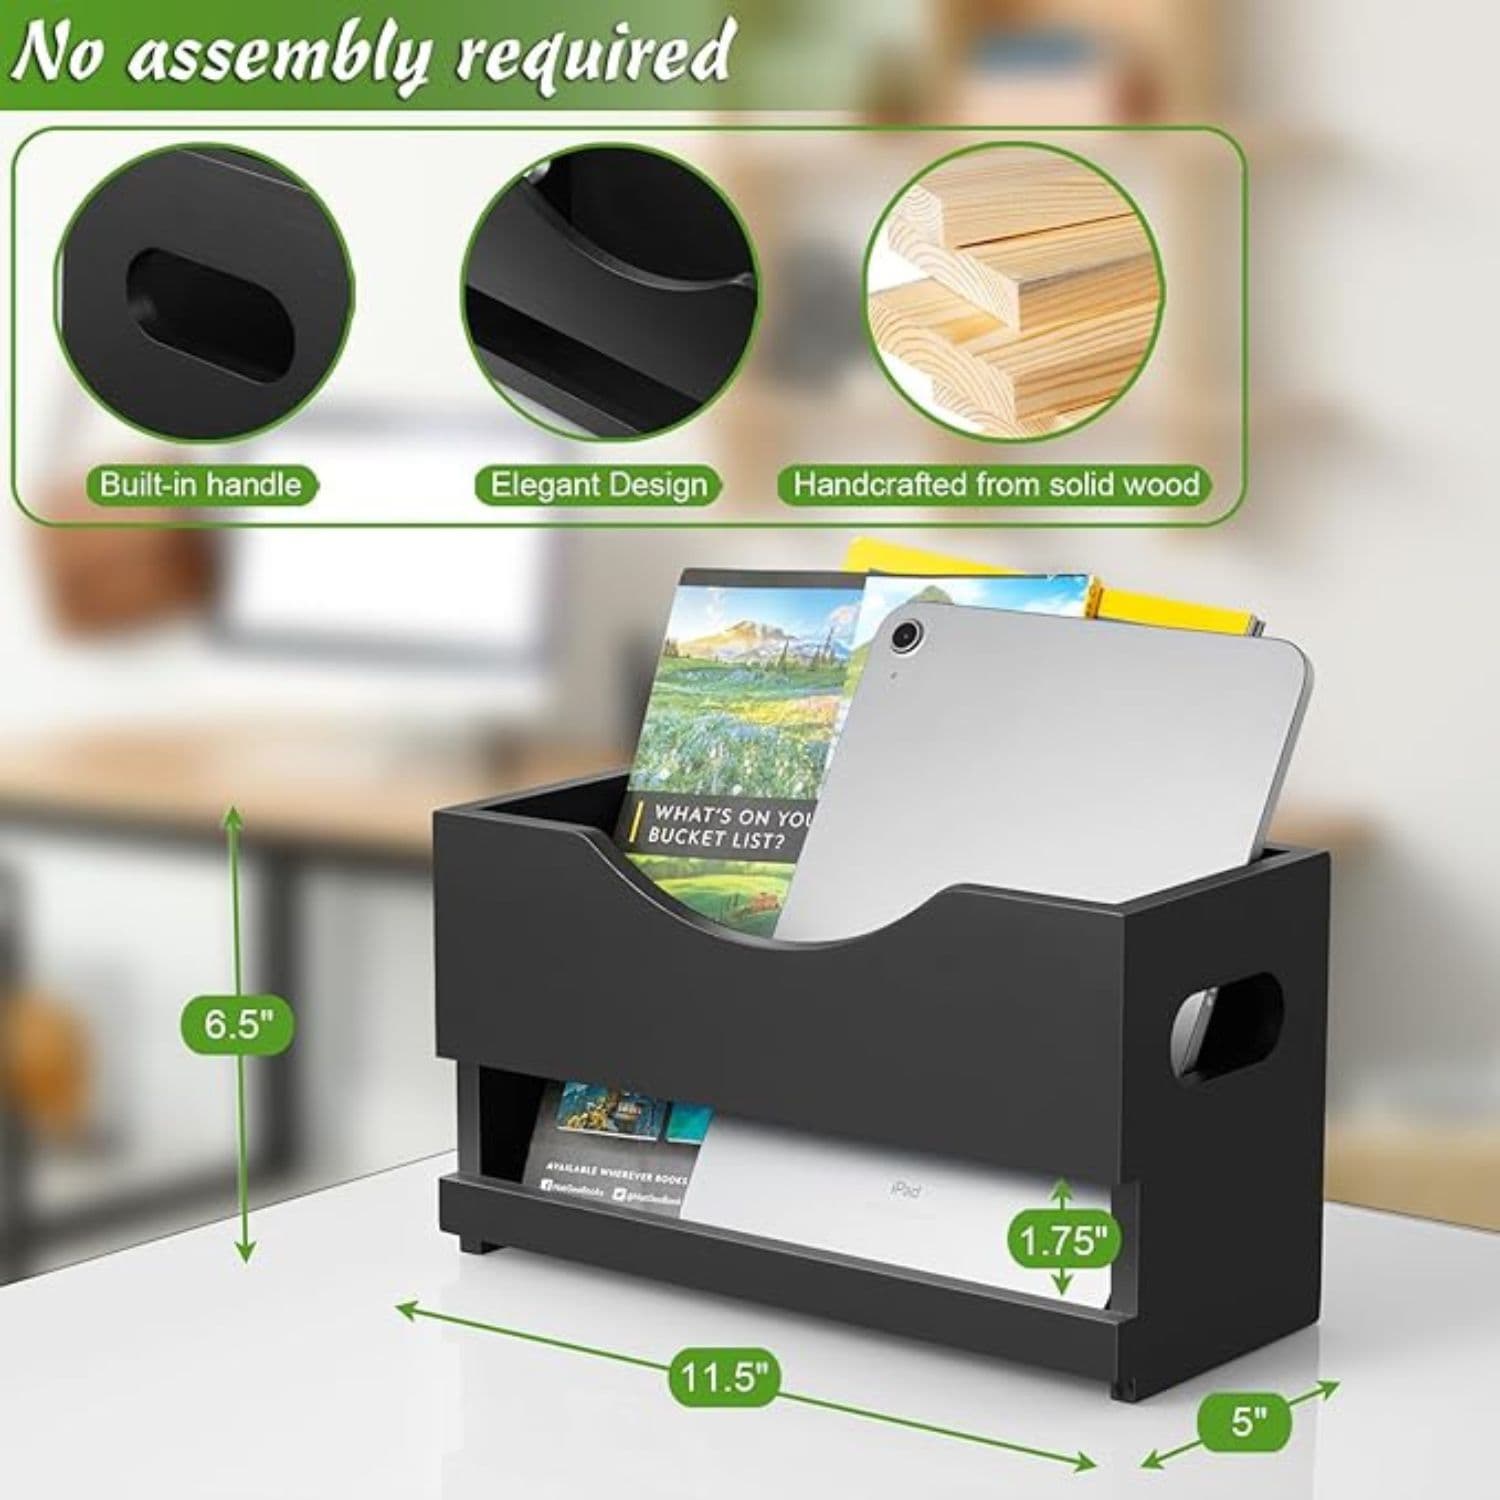 No assembly required
Built-in handle
Elegant Design
Handcrafted from solid wood
WHAT'S ON YOU
BUCKET LIST?
6.5"
AVAILABLE WHEREVER BOOKS
iPad
1.75"
11.5"
5"